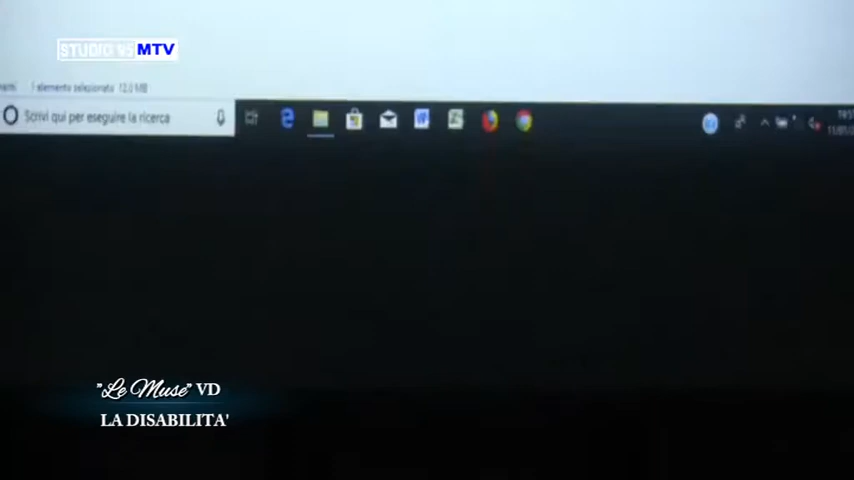 STUDIO 95 MTV
1 elemento selezionato 12,0 MB
Scrivi qui per eseguire la ricerca
"Le Muse" VD
LA DISABILITA'